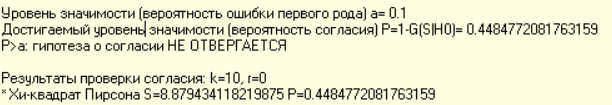 Уровень значимости (вероятность ошибки первого рода) a= 0.1
Достигаемый уровень значимости (вероятность согласия) P=1-G(S|H0)= 0.4484772081763159
P>a: гипотеза о согласии НЕ ОТВЕРГАЕТСЯ
Результаты проверки согласия: k=10, r=0
*Хи-квадрат Пирсона S=8.879434118219875 P=0.4484772081763159